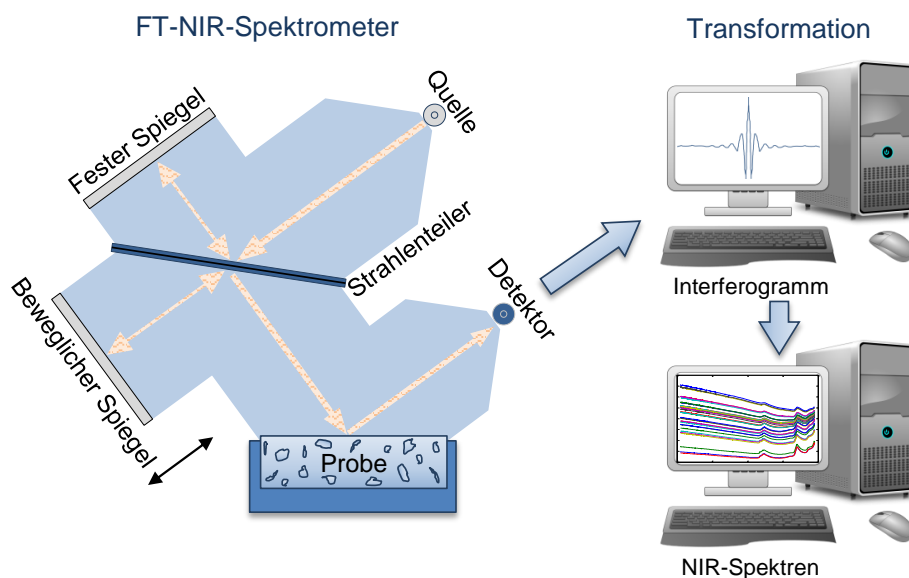 FT-NIR-Spektrometer
Transformation
Quelle
Fester Spiegel
Strahlenteiler
Beweglicher Spiegel
Detektor
Probe
Interferogramm
NIR-Spektren